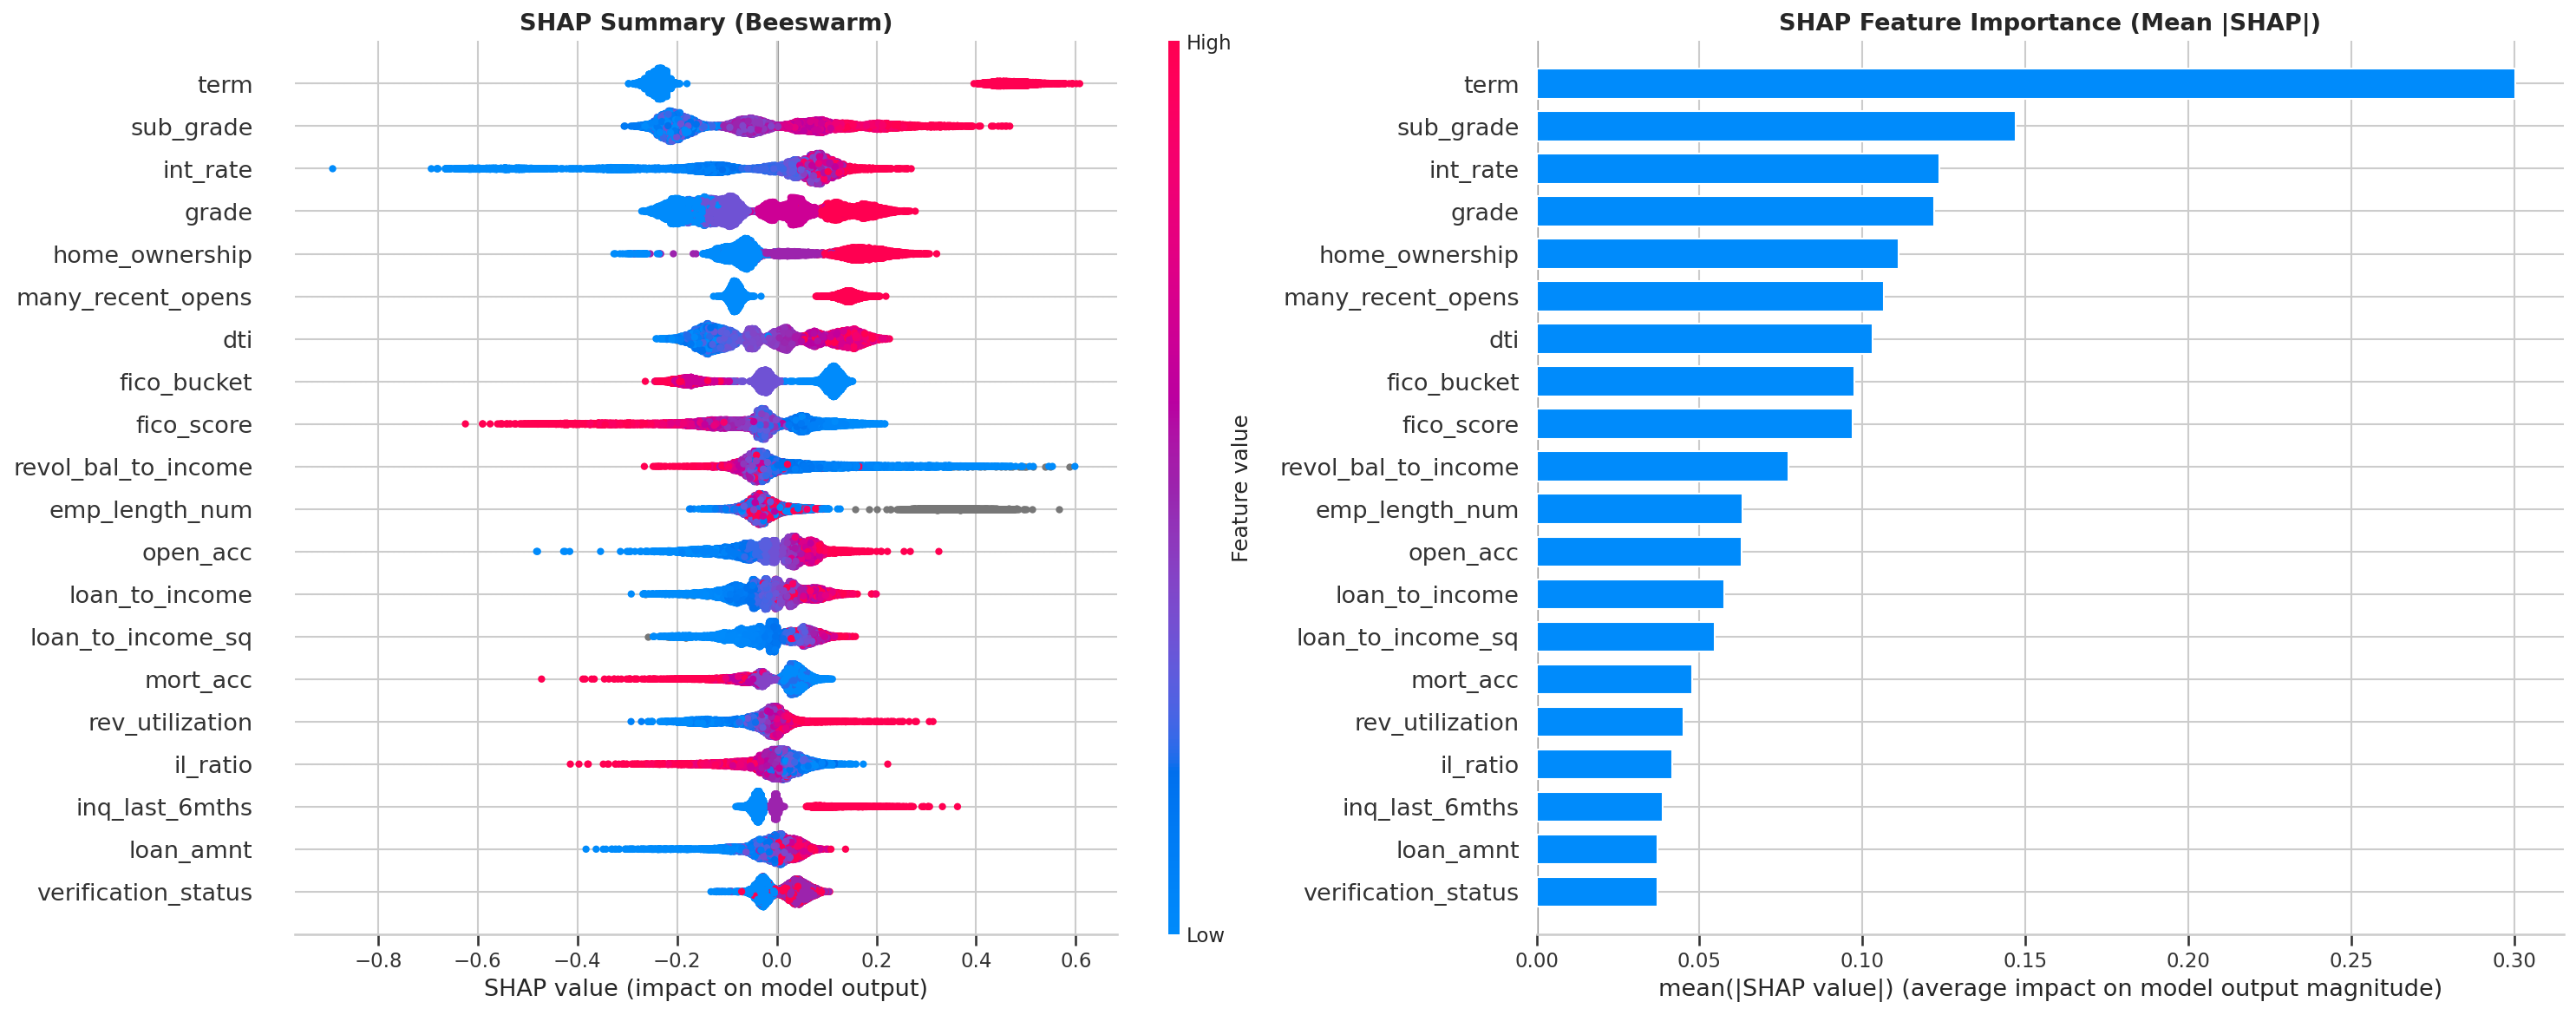 SHAP Summary (Beeswarm)
term
sub_grade
int_rate
grade
home_ownership
many_recent_opens
dti
fico_bucket
fico_score
revol_bal_to_income
emp_length_num
open_acc
loan_to_income
loan_to_income_sq
mort_acc
rev_utilization
il_ratio
inq_last_6mths
loan_amnt
verification_status
−0.8 −0.6 −0.4 −0.2 0.0 0.2 0.4 0.6
SHAP value (impact on model output)
High
Feature value
Low
SHAP Feature Importance (Mean |SHAP|)
term
sub_grade
int_rate
grade
home_ownership
many_recent_opens
dti
fico_bucket
fico_score
revol_bal_to_income
emp_length_num
open_acc
loan_to_income
loan_to_income_sq
mort_acc
rev_utilization
il_ratio
inq_last_6mths
loan_amnt
verification_status
0.00 0.05 0.10 0.15 0.20 0.25 0.30
mean(|SHAP value|) (average impact on model output magnitude)